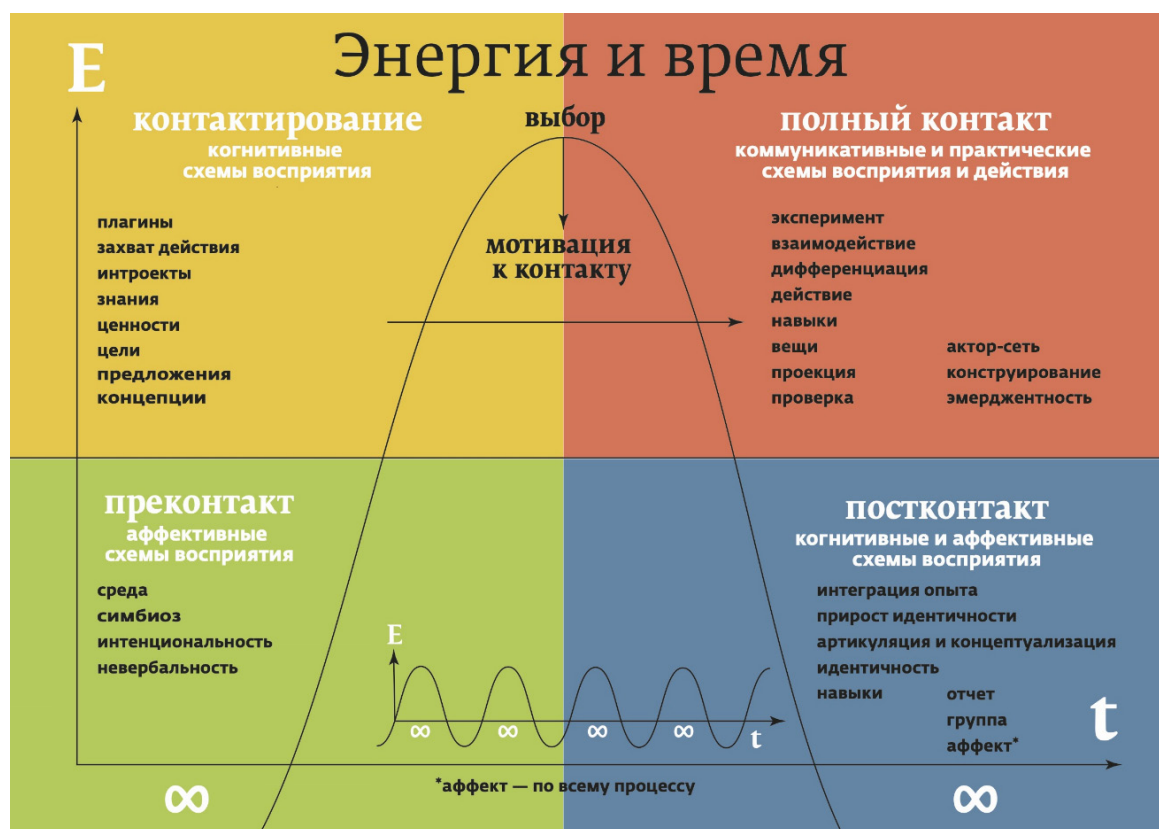 E
Энергия и время
контактирование
когнитивные
схемы восприятия
плагины
захват действия
интроекты
знания
ценности
цели
предложения
концепции
выбор
мотивация
к контакту
полный контакт
коммуникативные и практические
схемы восприятия и действия
эксперимент
взаимодействие
дифференциация
действие
навыки
вещи
проекция
проверка
актор-сеть
конструирование
эмерджентность
преконтакт
аффективные
схемы восприятия
среда
симбиоз
интенциональность
невербальность
E
∞ ∞ ∞ ∞
t
постконтакт
когнитивные и аффективные
схемы восприятия
интеграция опыта
прирост идентичности
артикуляция и концептуализация
идентичность
навыки
отчет
группа
аффект*
t
*аффект — по всему процессу
∞
∞